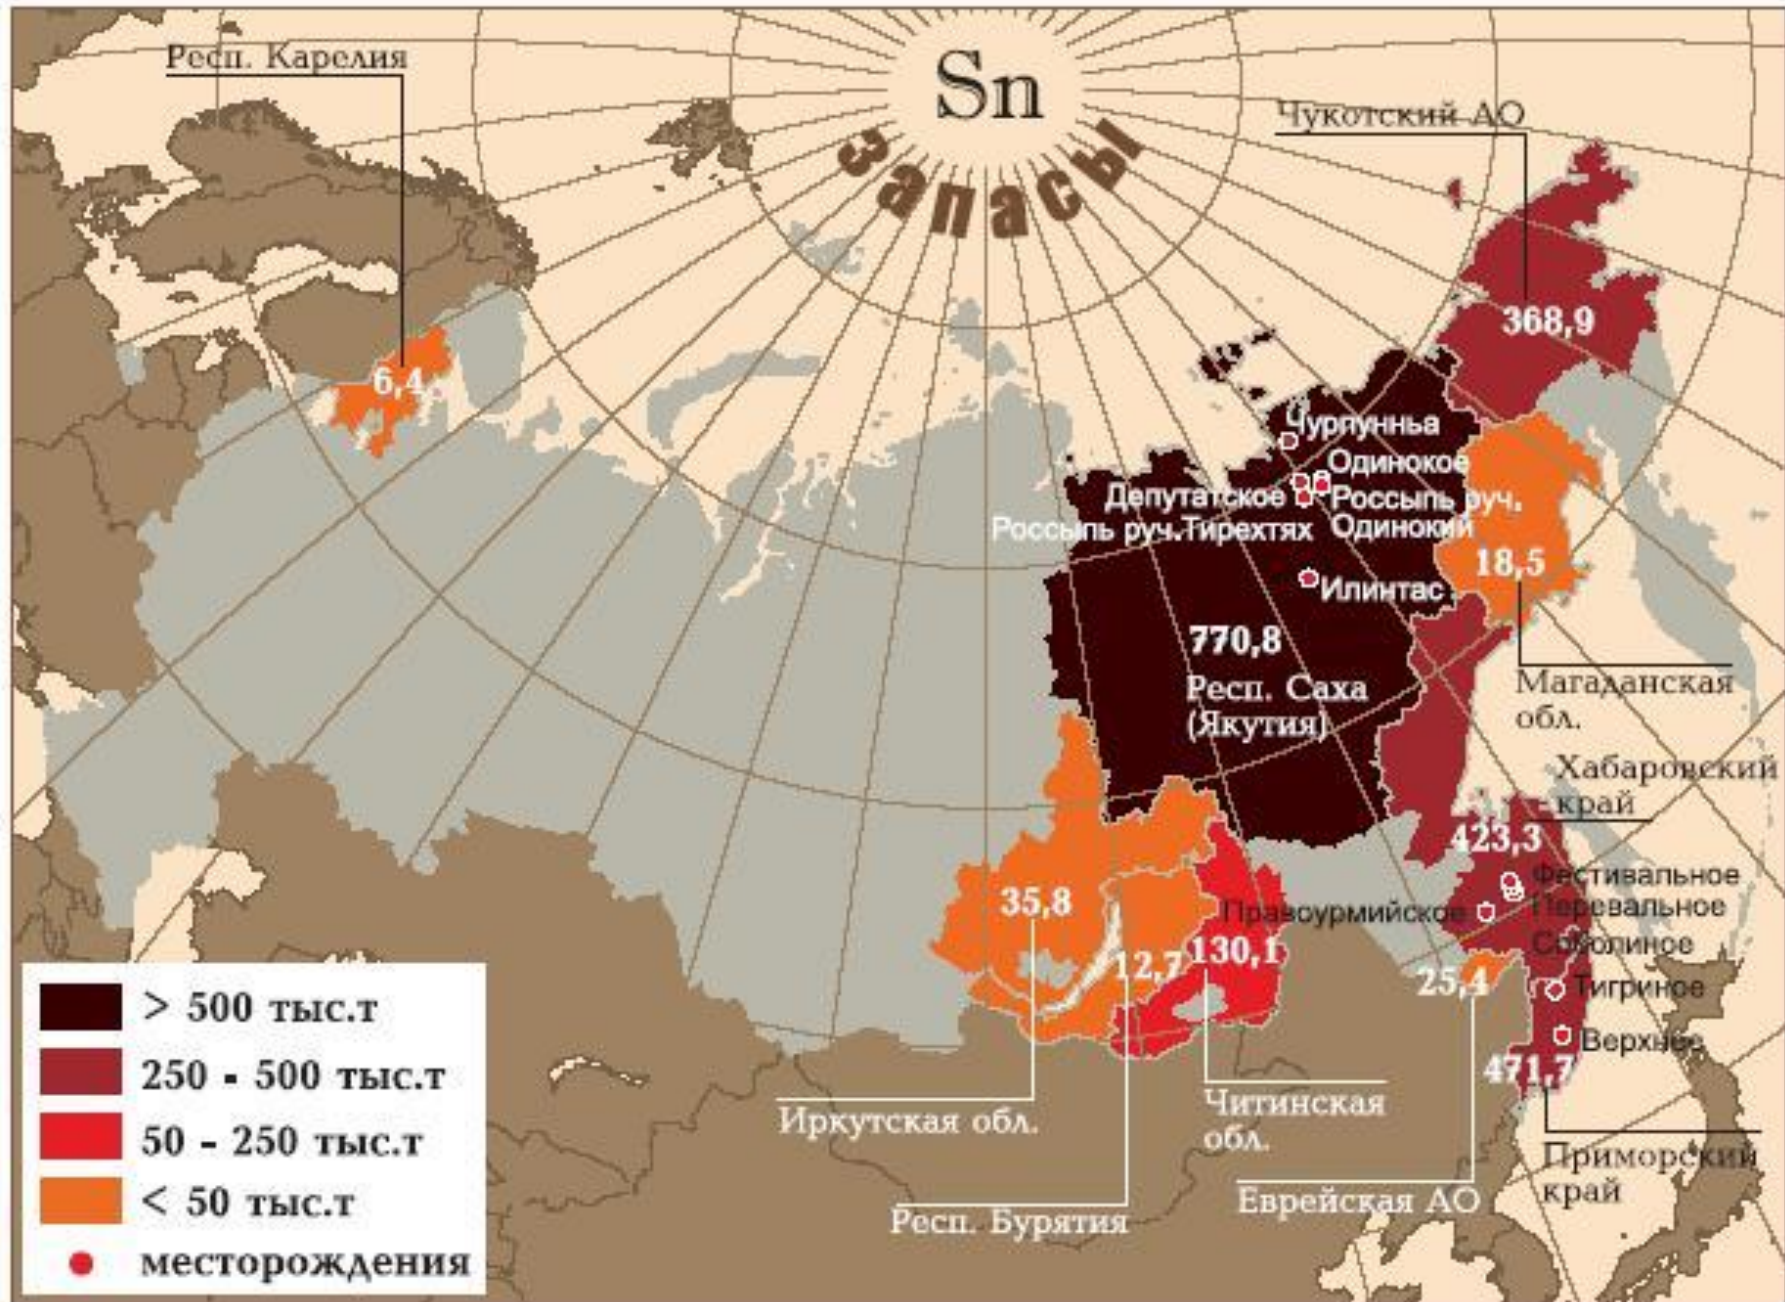 Sn
запасы
Респ. Карелия
6,4
Чукотский АО
368,9
Чурпуннья
Одинокое
Депутатское
Россыпь руч.
Одинокий
Россыпь руч.Тирехтях
Илинтас
18,5
Магаданская
обл.
770,8
Респ. Саха
(Якутия)
Хабаровский
край
423,3
Фестивальное
Перевальное
Правоурмийское
Соболиное
35,8
12,7
130,1
25,4
Тигриное
Верхнее
471,7
Иркутская обл.
Читинская
обл.
Приморский
край
Еврейская АО
Респ. Бурятия
> 500 тыс.т
250 - 500 тыс.т
50 - 250 тыс.т
< 50 тыс.т
месторождения